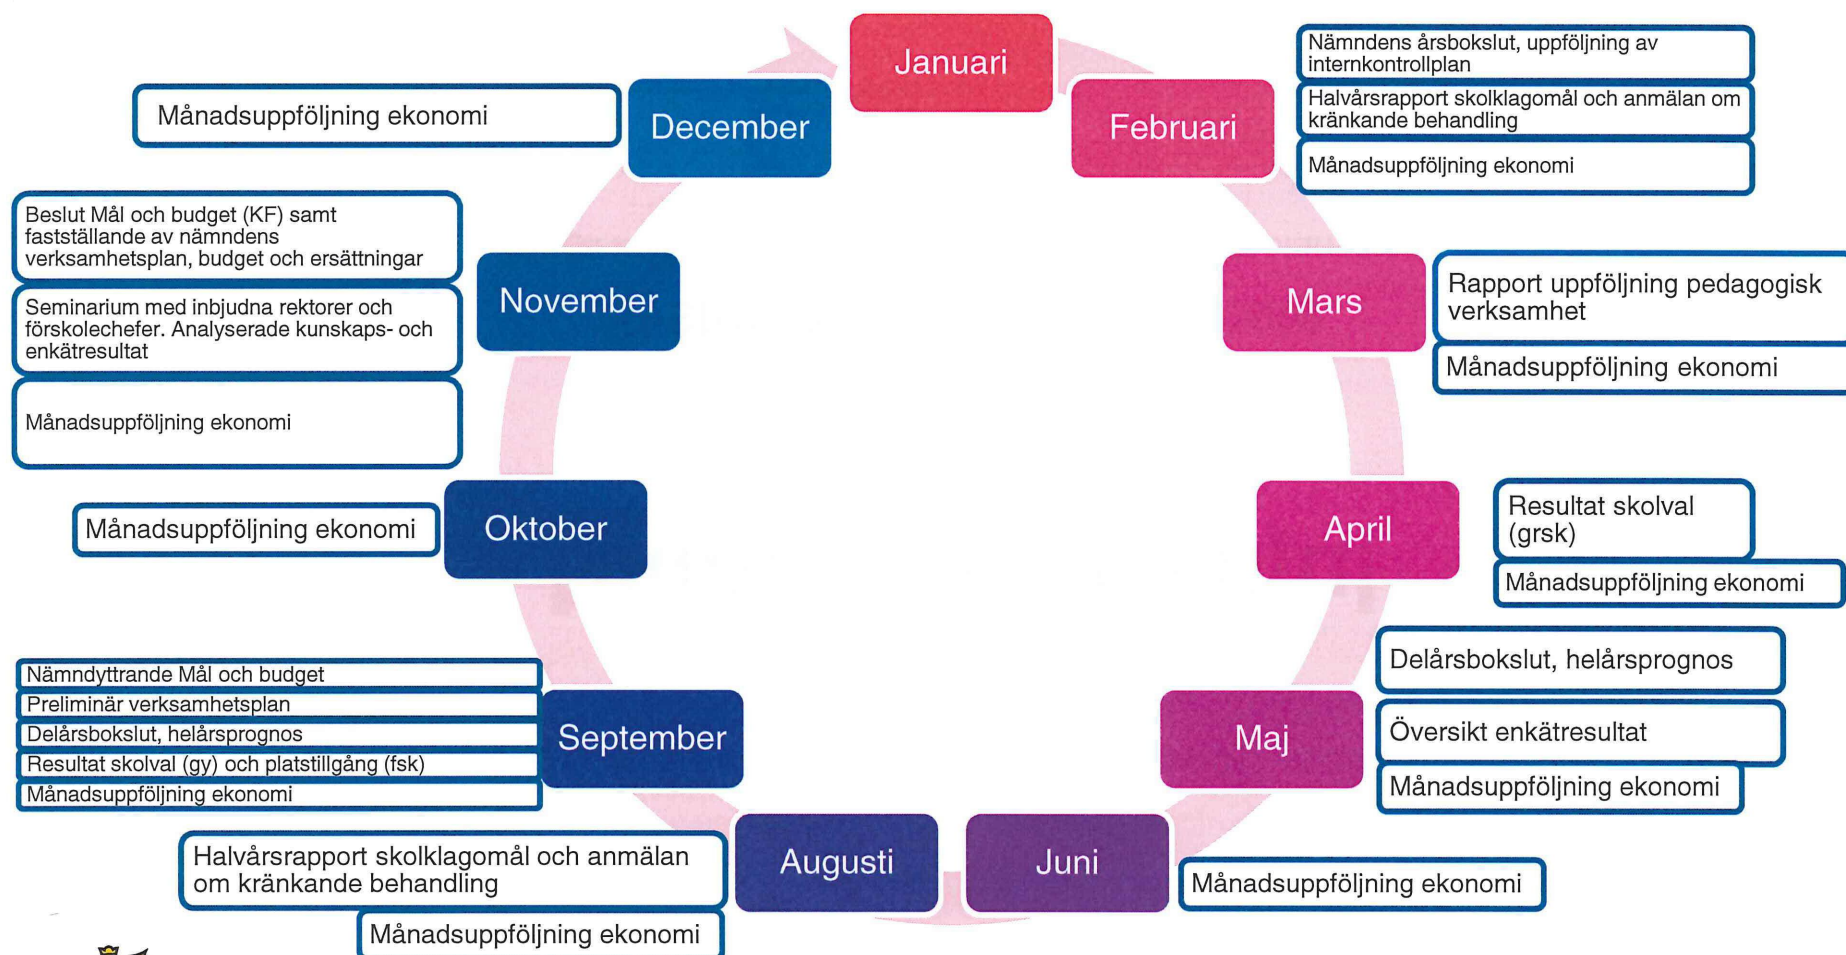 Januari
Februari
Nämndens årsbokslut, uppföljning av
internkontrollplan
Halvårsrapport skolklagomål och anmälan om
kränkande behandling
Månadsuppföljning ekonomi
Mars
Rapport uppföljning pedagogisk
verksamhet
Månadsuppföljning ekonomi
April
Resultat skolval
(grsk)
Månadsuppföljning ekonomi
Maj
Delårsbokslut, helårsprognos
Översikt enkätresultat
Månadsuppföljning ekonomi
Juni
Månadsuppföljning ekonomi
Augusti
Halvårsrapport skolklagomål och anmälan
om kränkande behandling
Månadsuppföljning ekonomi
September
Nämndyttrande Mål och budget
Preliminär verksamhetsplan
Delårsbokslut, helårsprognos
Resultat skolval (gy) och platstillgång (fsk)
Månadsuppföljning ekonomi
Oktober
Månadsuppföljning ekonomi
November
Beslut Mål och budget (KF) samt
fastställande av nämndens
verksamhetsplan, budget och ersättningar
Seminarium med inbjudna rektorer och
förskolechefer. Analyserade kunskaps- och
enkätresultat
Månadsuppföljning ekonomi
December
Månadsuppföljning ekonomi